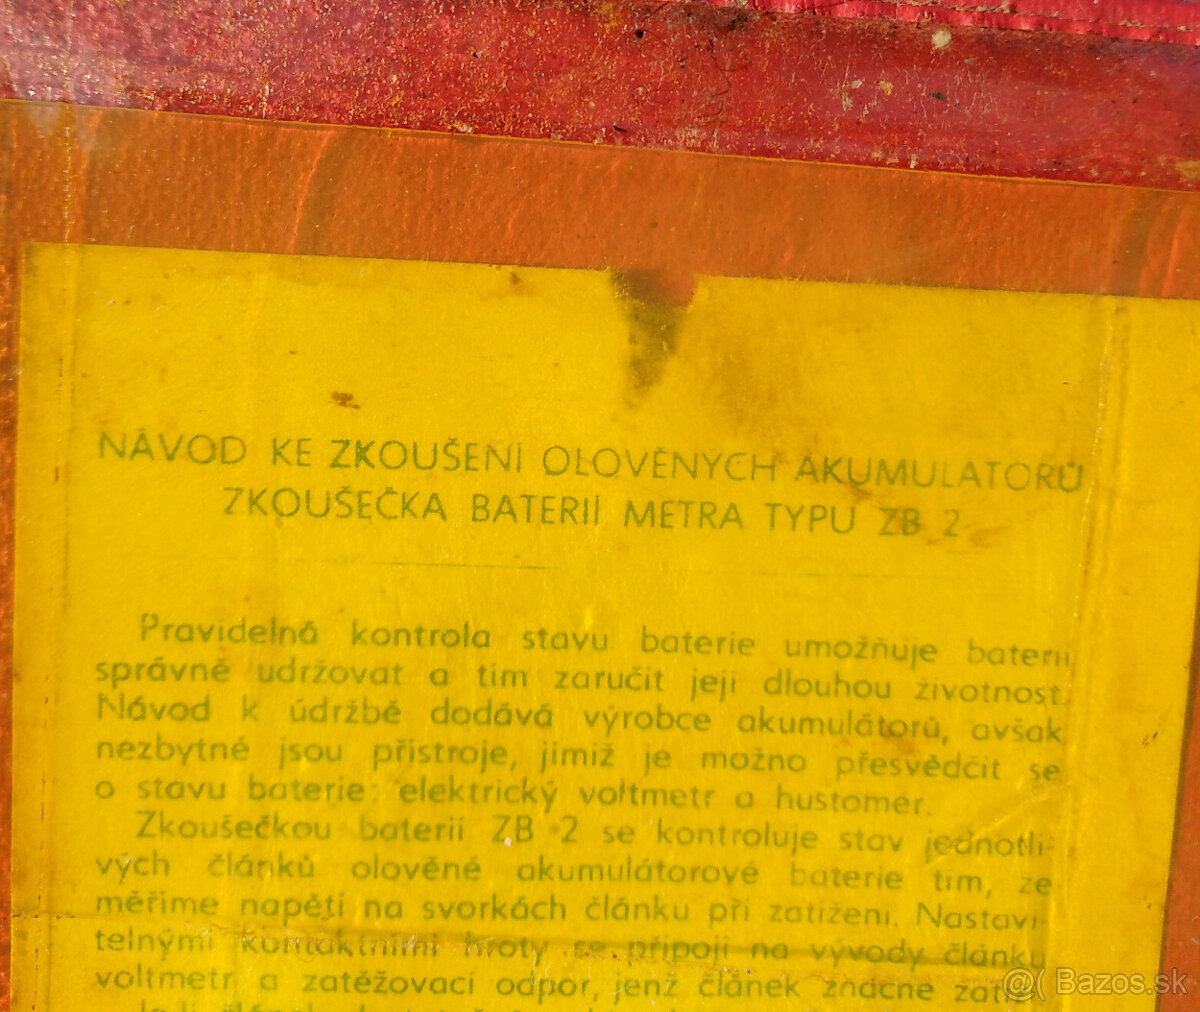 NÁVOD KE ZKOUŠENÍ OLOVĚNÝCH AKUMULÁTORŮ
ZKOUŠEČKA BATERIÍ METRA TYPU ZB 2
Pravidelná kontrola stavu baterie umožňuje baterii
správně udržovat a tím zaručit její dlouhou životnost.
Návod k údržbě dodává výrobce akumulátorů, avšak
nezbytné jsou přístroje, jimiž je možno přesvědčit se
o stavu baterie: elektrický voltmetr a hustoměr.
Zkoušečkou baterií ZB 2 se kontroluje stav jednotli-
vých článků olověné akumulátorové baterie tím, že
měříme napětí na svorkách článku při zatížení. Nastavi-
telnými kontaktními hroty se připojí na vývody článku
voltmetr a zatěžovací odpor, jenž článek značně
@( Bazos.sk